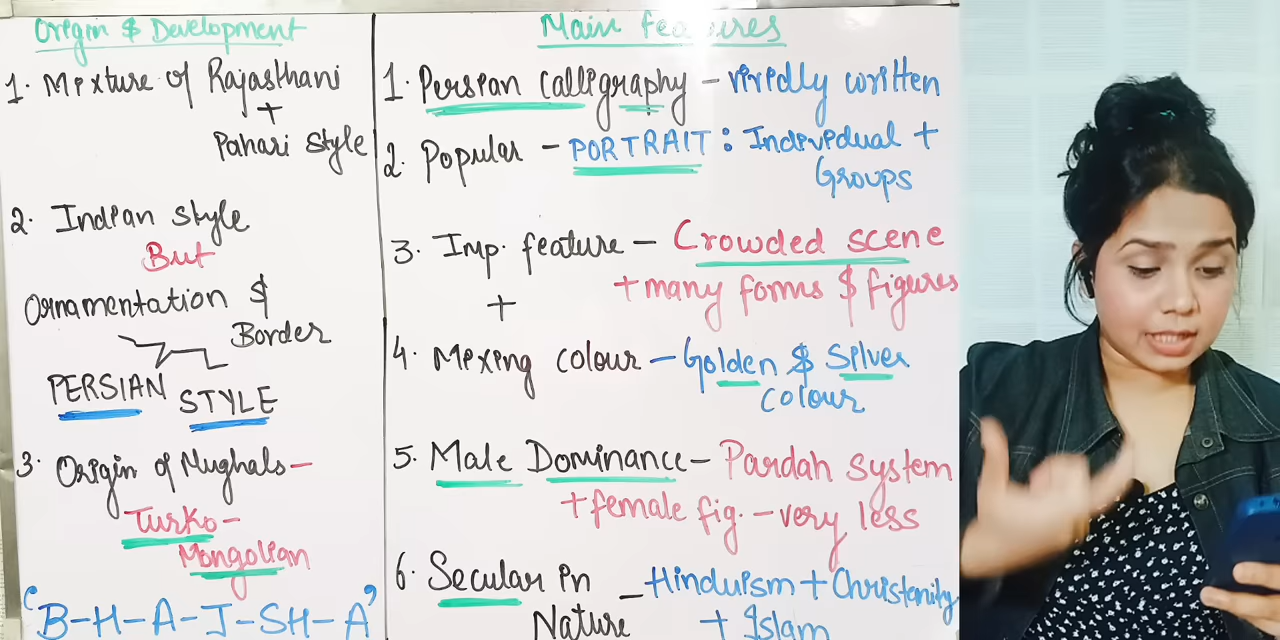 Origin & Development
1. Mixture of Rajasthani
+
Pahari Style
2. Indian style
But
Ornamentation &
Border
PERSIAN STYLE
3. Origin of Mughals-
Turko-
Mongolian
'B-H-A-J-SH-A'
Main features
1. Persian calligraphy - vividly written
2. Popular - PORTRAIT : Individual +
Groups
3. Imp. feature - Crowded scene
+ many forms & figures
+
4. Mixing colour - Golden & Silver
colour
5. Male Dominance - Pardah system
+ female fig. - very less
6. Secular in - Hinduism + Christenity
Nature + Islam